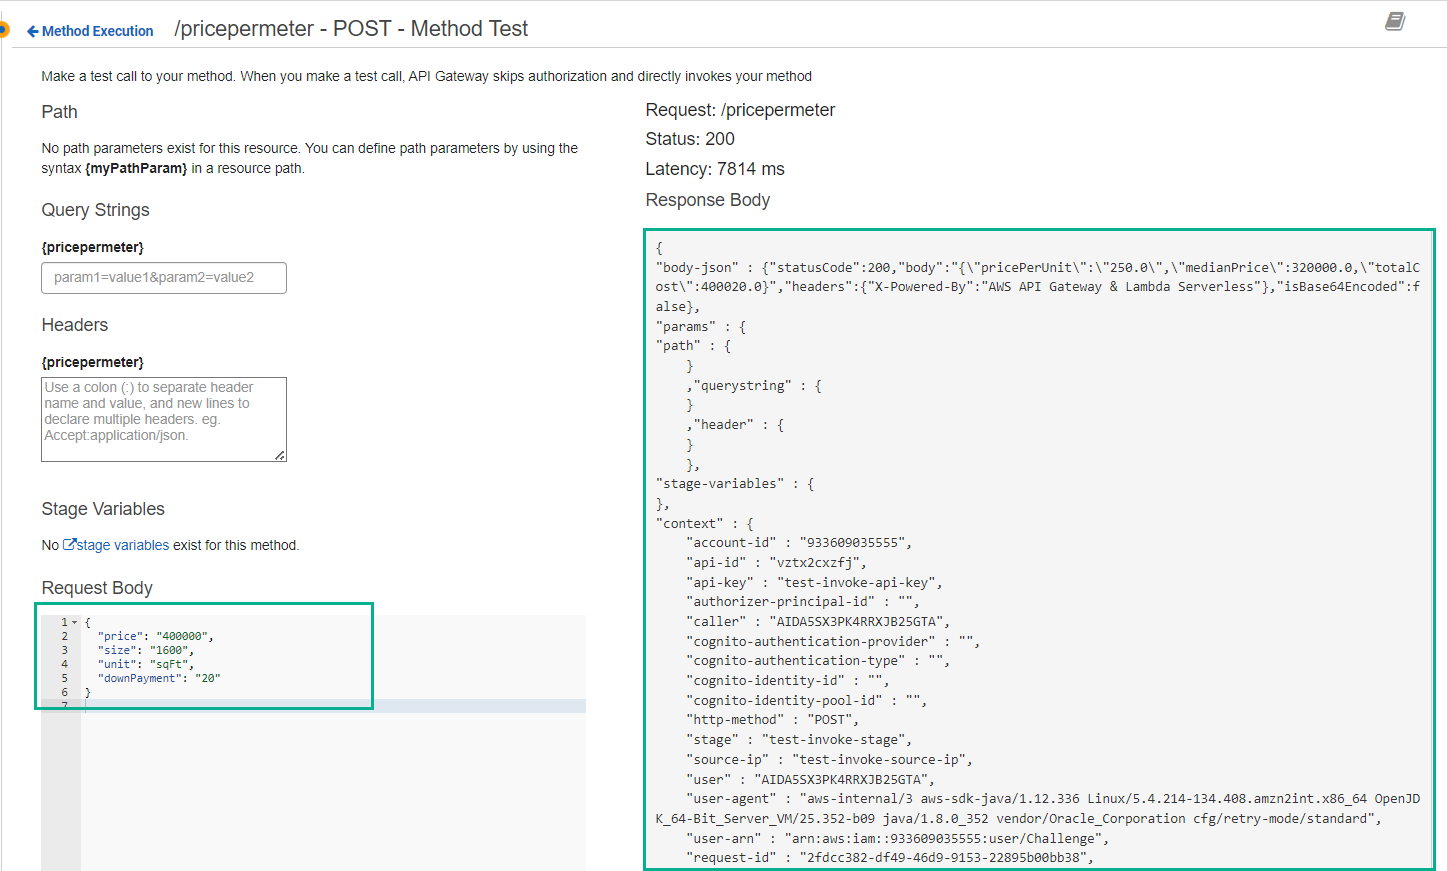 Method Execution /pricepermeter - POST - Method Test
Make a test call to your method. When you make a test call, API Gateway skips authorization and directly invokes your method
Path
No path parameters exist for this resource. You can define path parameters by using the
syntax {myPathParam} in a resource path.
Query Strings
{pricepermeter}
param1=value1&param2=value2
Headers
{pricepermeter}
Use a colon (:) to separate header
name and value, and new lines to
declare multiple headers. eg.
Accept:application/json.
Stage Variables
No stage variables exist for this method.
Request Body
1 {
2 "price": "400000",
3 "size": "1600",
4 "unit": "sqFt",
5 "downPayment": "20"
6 }
7
Request: /pricepermeter
Status: 200
Latency: 7814 ms
Response Body
{
"body-json" : {"statusCode":200,"body":"{\"pricePerUnit\":\"250.0\",\"medianPrice\":320000.0,\"totalC
ost\":400020.0}","headers":{"X-Powered-By":"AWS API Gateway & Lambda Serverless"},"isBase64Encoded":f
alse},
"params" : {
"path" : {
}
,"querystring" : {
}
,"header" : {
}
},
"stage-variables" : {
},
"context" : {
"account-id" : "933609035555",
"api-id" : "vztx2cxzfj",
"api-key" : "test-invoke-api-key",
"authorizer-principal-id" : "",
"caller" : "AIDA5SX3PK4RRXJB25GTA",
"cognito-authentication-provider" : "",
"cognito-authentication-type" : "",
"cognito-identity-id" : "",
"cognito-identity-pool-id" : "",
"http-method" : "POST",
"stage" : "test-invoke-stage",
"source-ip" : "test-invoke-source-ip",
"user" : "AIDA5SX3PK4RRXJB25GTA",
"user-agent" : "aws-internal/3 aws-sdk-java/1.12.336 Linux/5.4.214-134.408.amzn2int.x86_64 OpenJD
K_64-Bit_Server_VM/25.352-b09 java/1.8.0_352 vendor/Oracle_Corporation cfg/retry-mode/standard",
"user-arn" : "arn:aws:iam::933609035555:user/Challenge",
"request-id" : "2fdcc382-df49-46d9-9153-22895b00bb38",